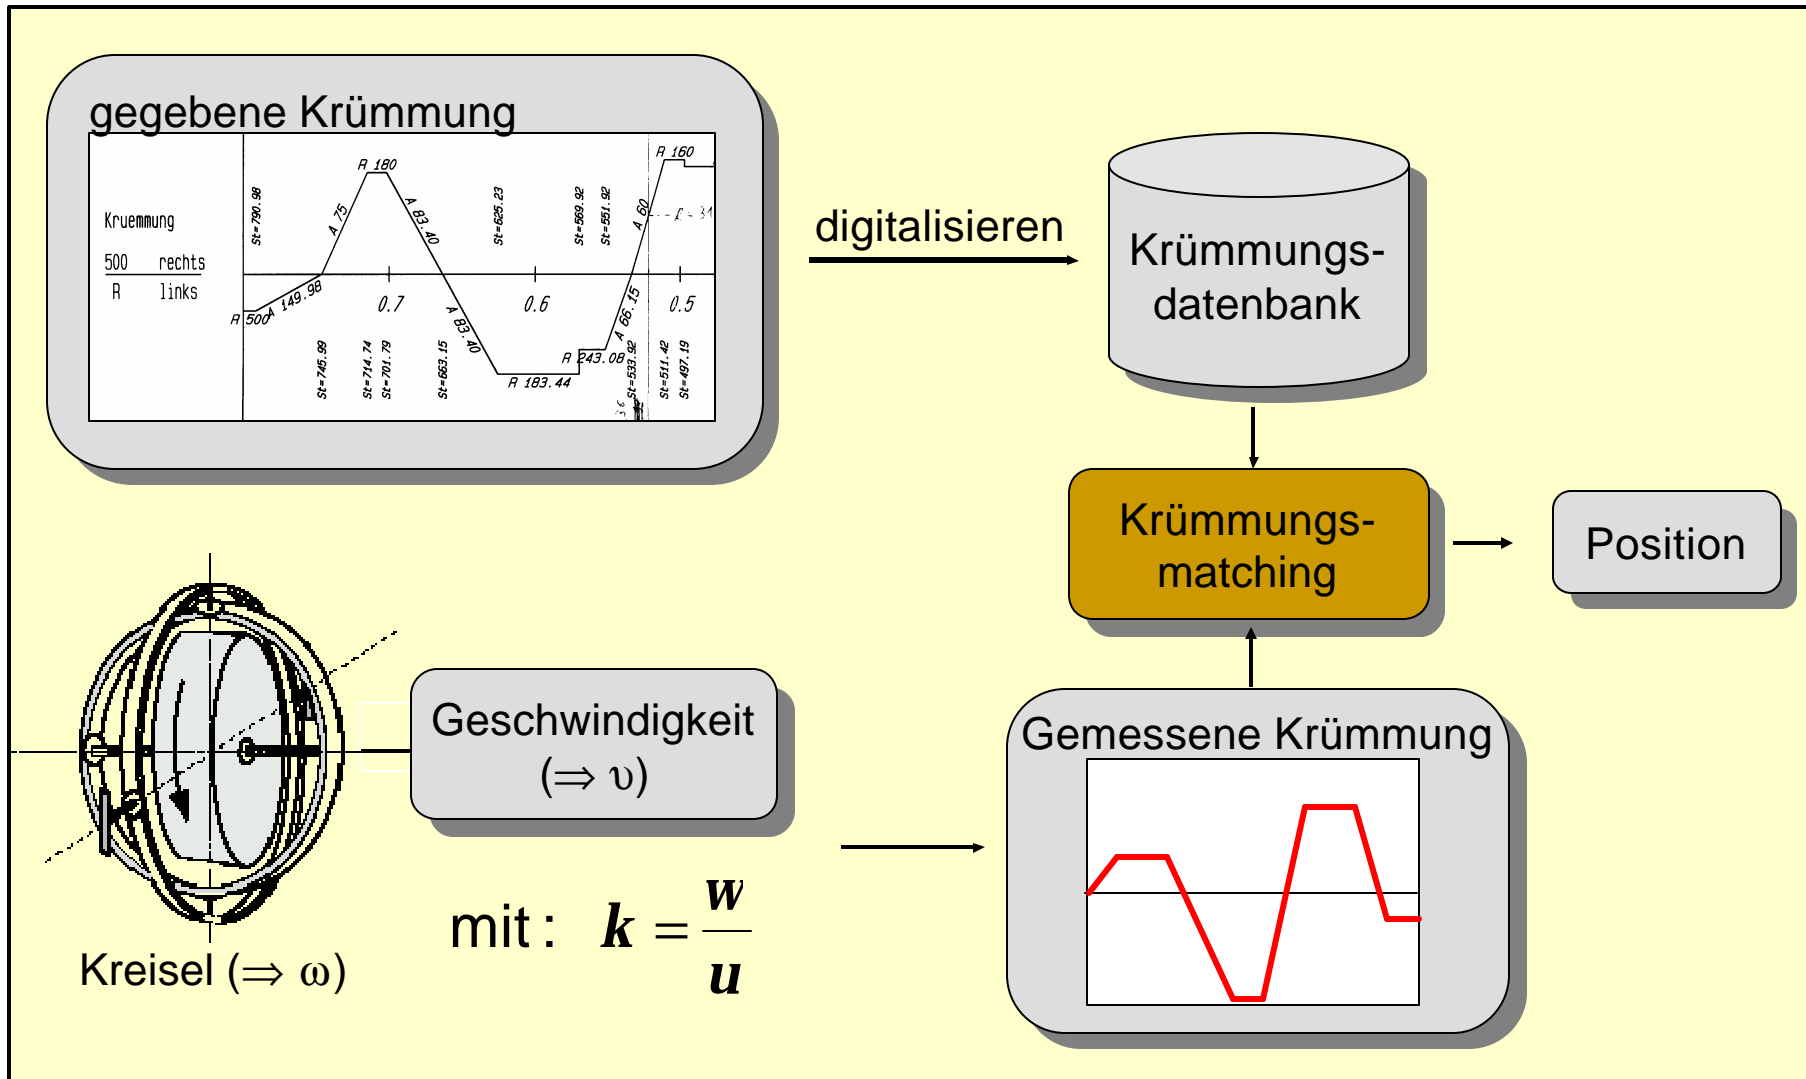 gegebene Krümmung
Kruemmung
500 rechts
R links
R 500
A 149.98
A 75
R 180
A 83.40
A 83.40
R 183.44
R 243.08
A 66.15
A 60
R 160
0.7
0.6
0.5
St=790.98
St=625.23
St=569.92
St=551.92
St=745.99
St=714.74
St=701.79
St=663.15
St=533.92
St=511.42
St=497.19
digitalisieren
Krümmungs-
datenbank
Krümmungs-
matching
Position
Geschwindigkeit
(⇒ υ)
Kreisel (⇒ ω)
mit : k = w
u
Gemessene Krümmung